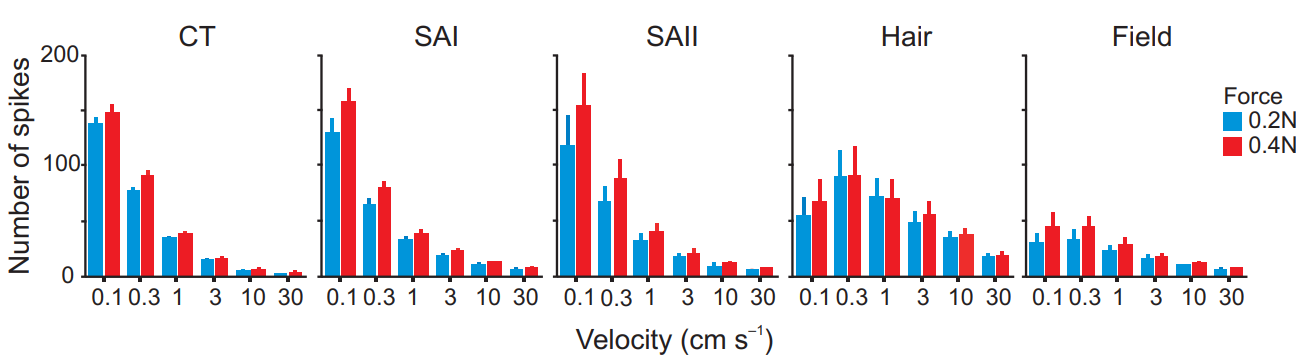 CT SAI SAII Hair Field
Number of spikes
200
100
0
Force
0.2N
0.4N
0.1 0.3 1 3 10 30 0.1 0.3 1 3 10 30 0.1 0.3 1 3 10 30 0.1 0.3 1 3 10 30 0.1 0.3 1 3 10 30
Velocity (cm s⁻¹)